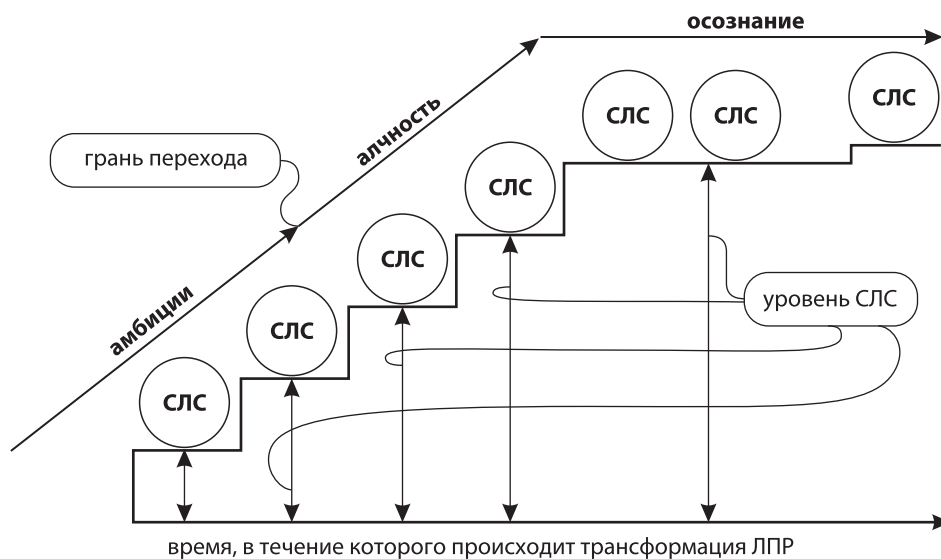 осознание
СЛС
СЛС
СЛС
алчность
грань перехода
СЛС
СЛС
уровень СЛС
амбиции
СЛС
СЛС
время, в течение которого происходит трансформация ЛПР